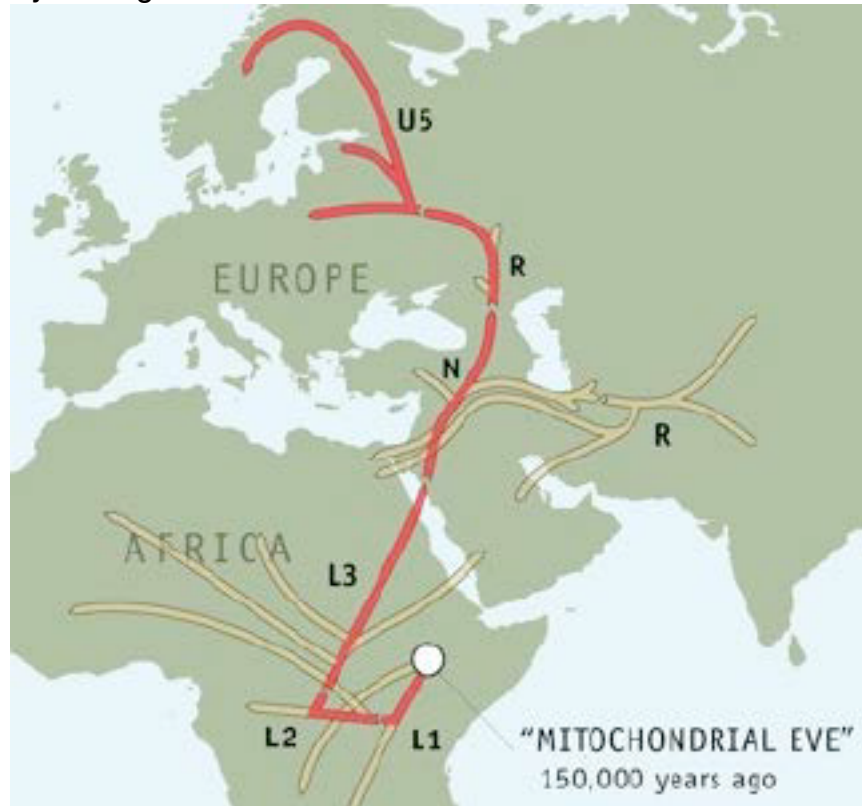 U5
EUROPE
R
N
R
AFRICA
L3
L2
L1
“MITOCHONDRIAL EVE”
150,000 years ago